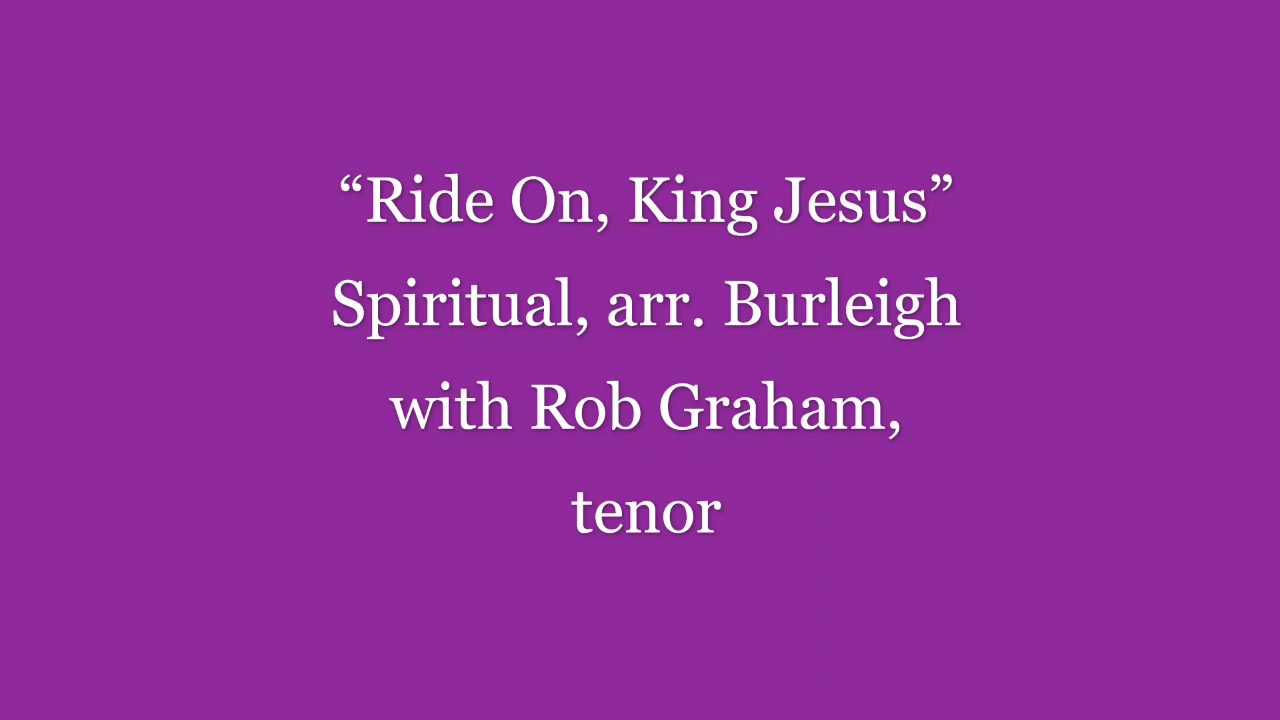 “Ride On, King Jesus”
Spiritual, arr. Burleigh
with Rob Graham,
tenor